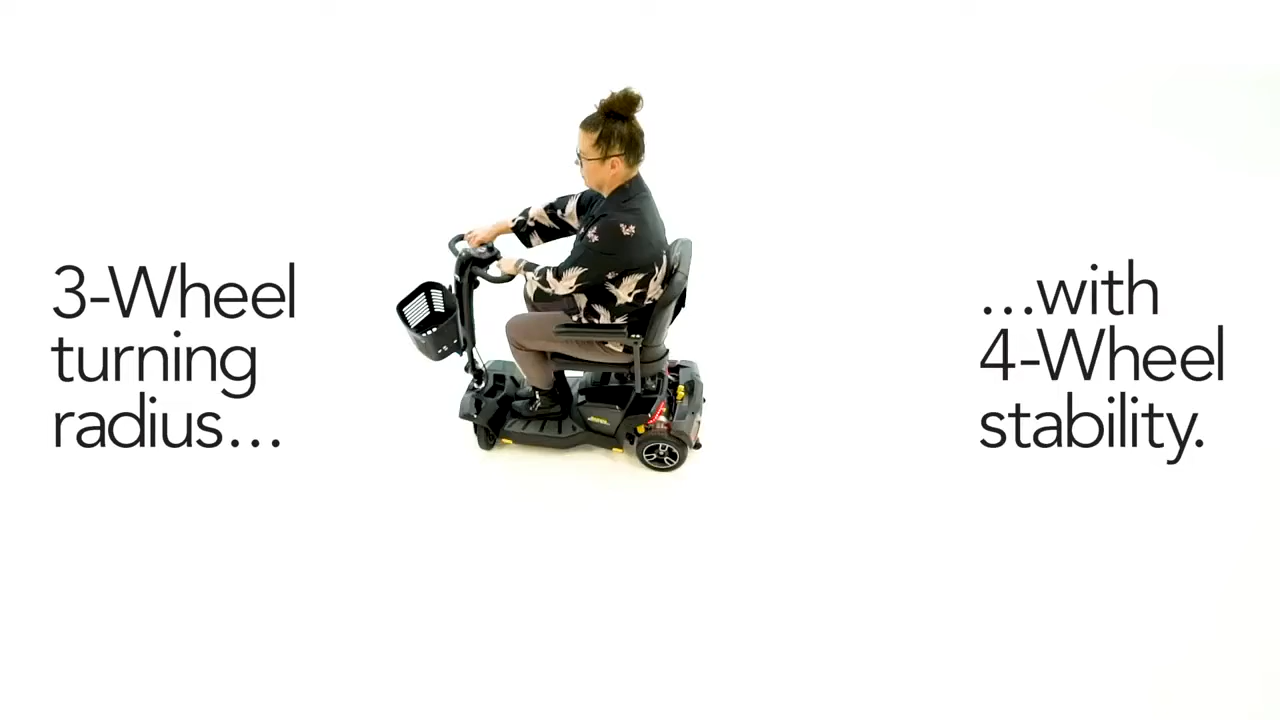 3-Wheel
turning
radius...
...with
4-Wheel
stability.